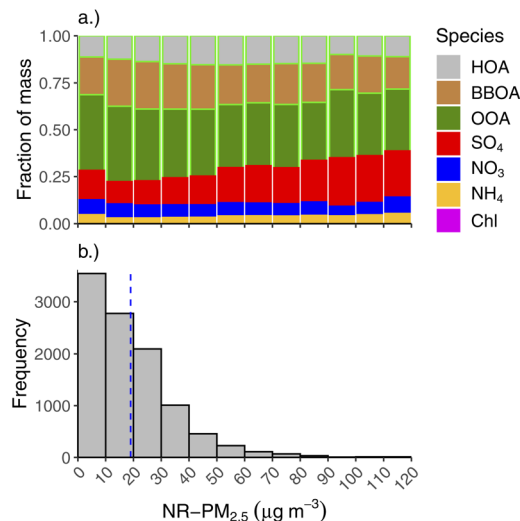 a.)
1.00
0.75
0.50
0.25
0.00
Fraction of mass
Species
HOA
BBOA
OOA
SO4
NO3
NH4
Chl
b.)
3000
2000
1000
0
Frequency
0 10 20 30 40 50 60 70 80 90 100 120
NR−PM2.5 (µg m−3)